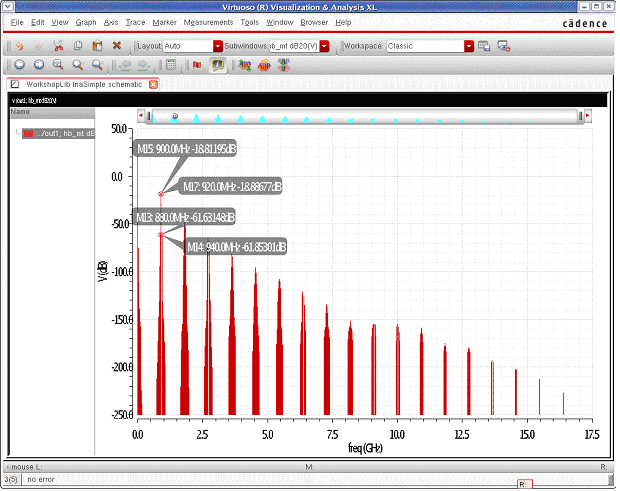 Virtuoso (R) Visualization & Analysis XL
File Edit View Graph Axis Trace Marker Measurements Tools Window Browser Help
cādence
Layout: Auto Subwindows: hb_mt dB20(V) Workspace: Classic
WorkshopLib lnaSimple schematic
v /out1; hb_mt dB20(V)
Name
.../out1; hb_mt dB
50.0
M15: 900.0MHz -18.81195dB
0.0
M17: 920.0MHz -18.88677dB
M13: 880.0MHz -61.63148dB
-50.0
M14: 940.0MHz -61.85301dB
V (dB)
-100.0
-150.0
-200.0
-250.0
0.0 2.5 5.0 7.5 10.0 12.5 15.0 17.5
freq (GHz)
mouse L: M: R:
3(5) no error
R: